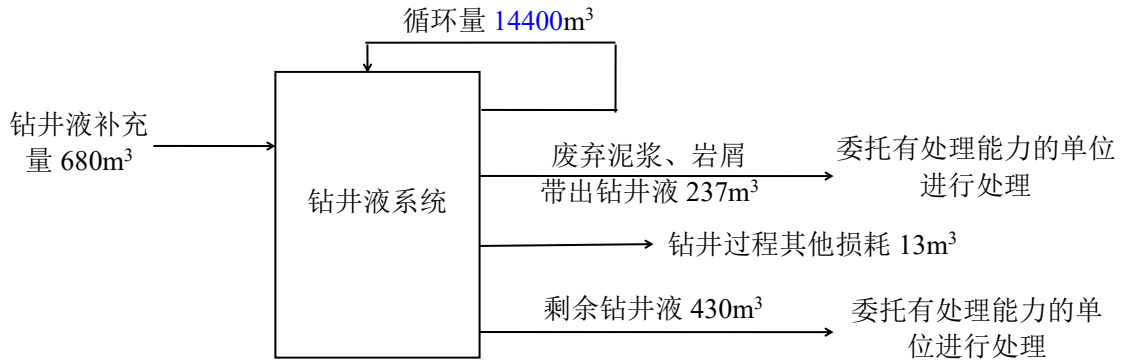 循环量 14400m³
钻井液补充
量 680m³
钻井液系统
废弃泥浆、岩屑
带出钻井液 237m³
委托有处理能力的单位
进行处理
钻井过程其他损耗 13m³
剩余钻井液 430m³
委托有处理能力的单
位进行处理